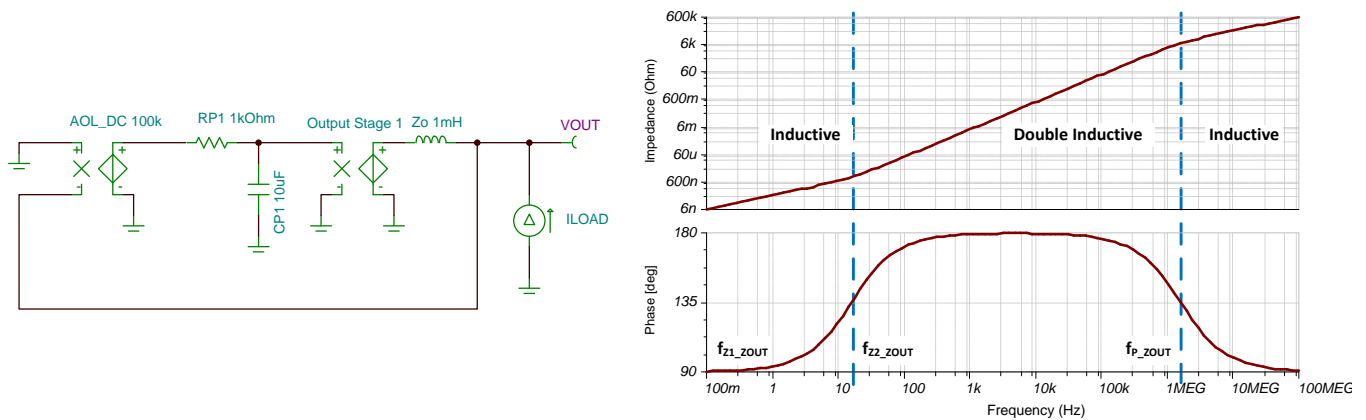 AOL_DC 100k
RP1 1kOhm
Output Stage 1
Zo 1mH
VOUT
+
+
+
+
-
-
-
-
CP1 10uF
ILOAD
Impedance (Ohm)
600k
6k
60
600m
6m
60u
600n
6n
Inductive
Double Inductive
Inductive
Phase [deg]
180
135
90
fZ1_ZOUT
fZ2_ZOUT
fP_ZOUT
100m
1
10
100
1k
10k
100k
1MEG
10MEG
100MEG
Frequency (Hz)